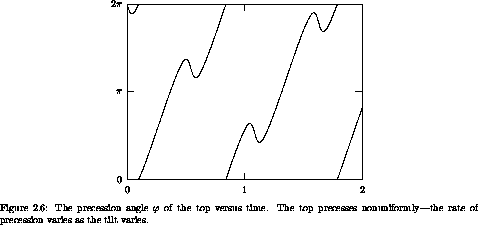 2π
π
0
0 1 2
Figure 2.6: The precession angle φ of the top versus time. The top precesses nonuniformly—the rate of
precession varies as the tilt varies.